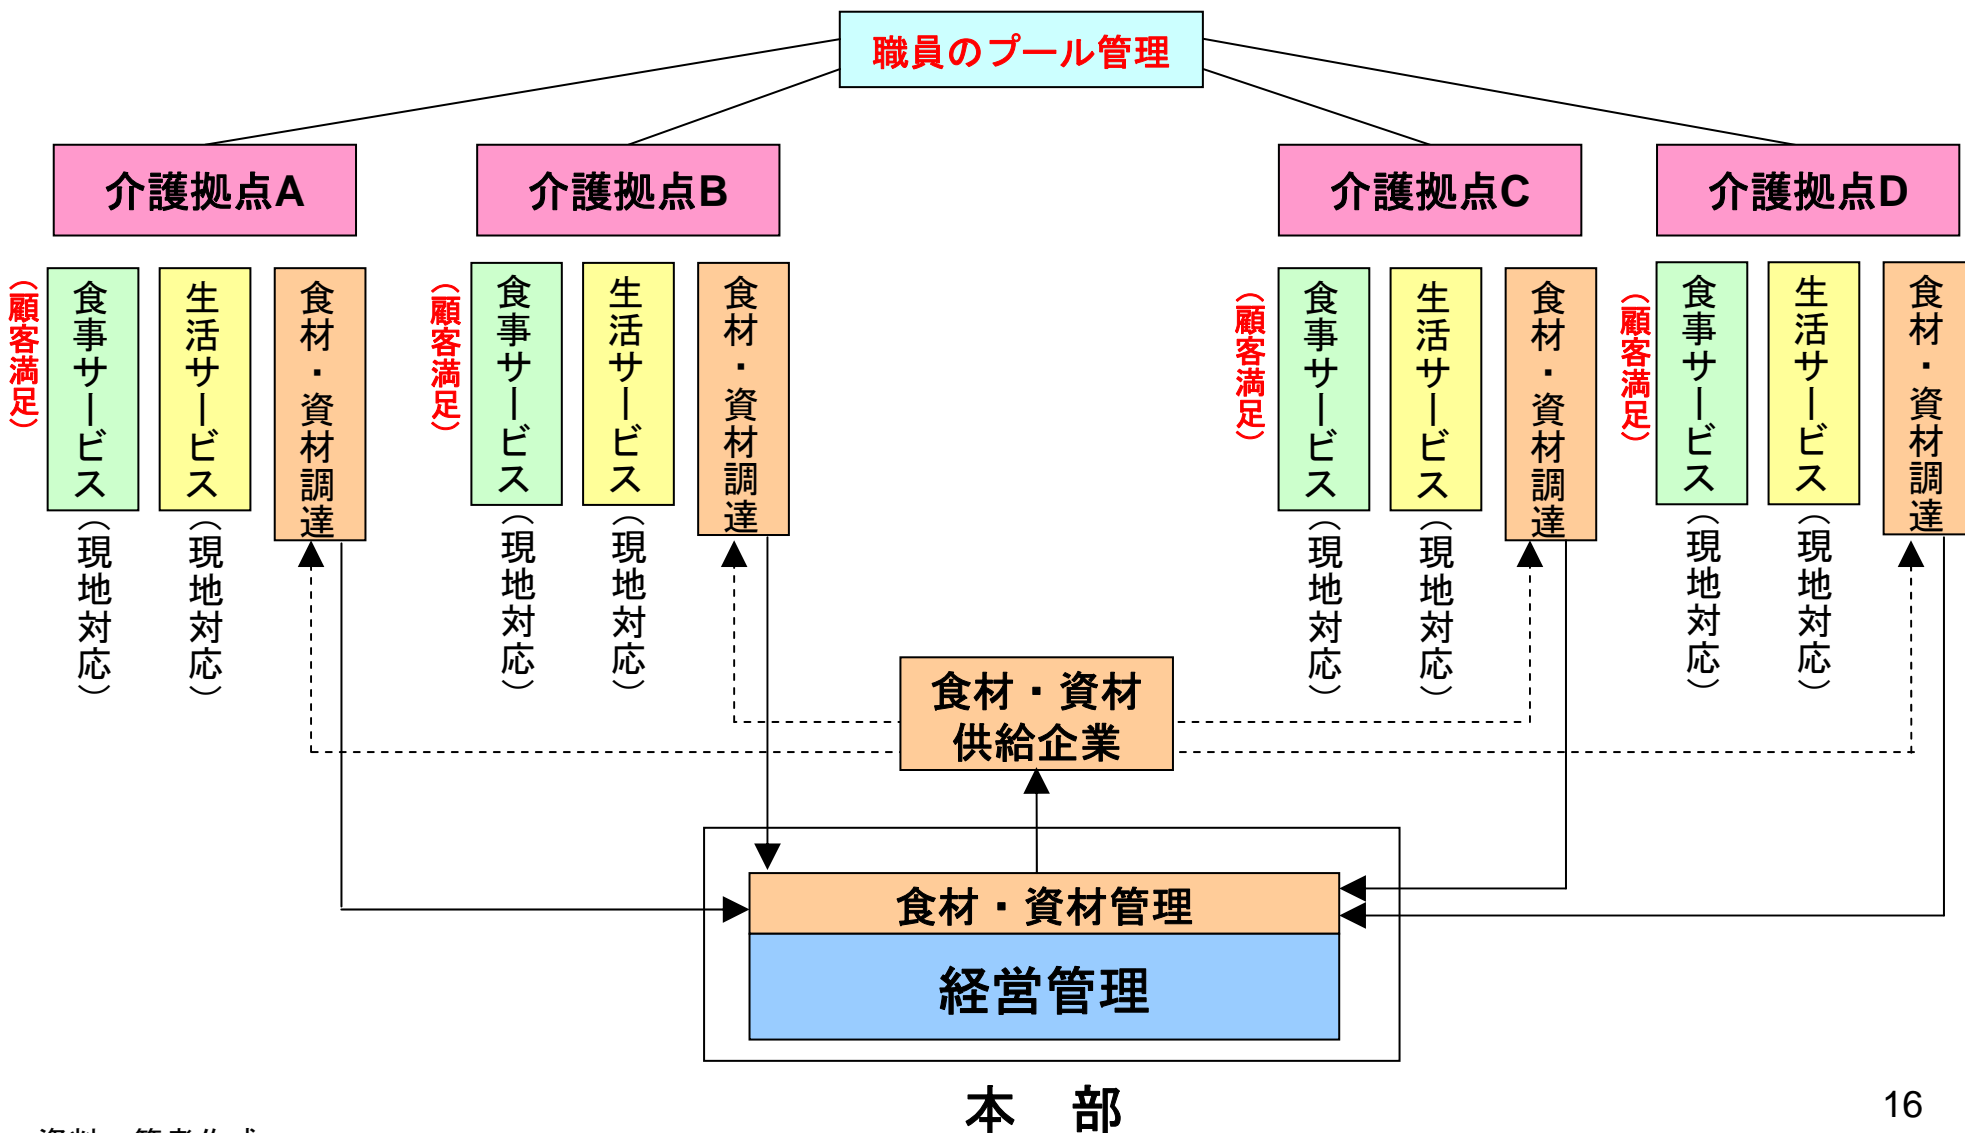 職員のプール管理
介護拠点A
介護拠点B
介護拠点C
介護拠点D
（顧客満足）
食事サービス
（現地対応）
生活サービス
（現地対応）
食材・資材調達
（顧客満足）
食事サービス
（現地対応）
生活サービス
（現地対応）
食材・資材調達
（顧客満足）
食事サービス
（現地対応）
生活サービス
（現地対応）
食材・資材調達
（顧客満足）
食事サービス
（現地対応）
生活サービス
（現地対応）
食材・資材調達
食材・資材
供給企業
食材・資材管理
経営管理
本　部
16